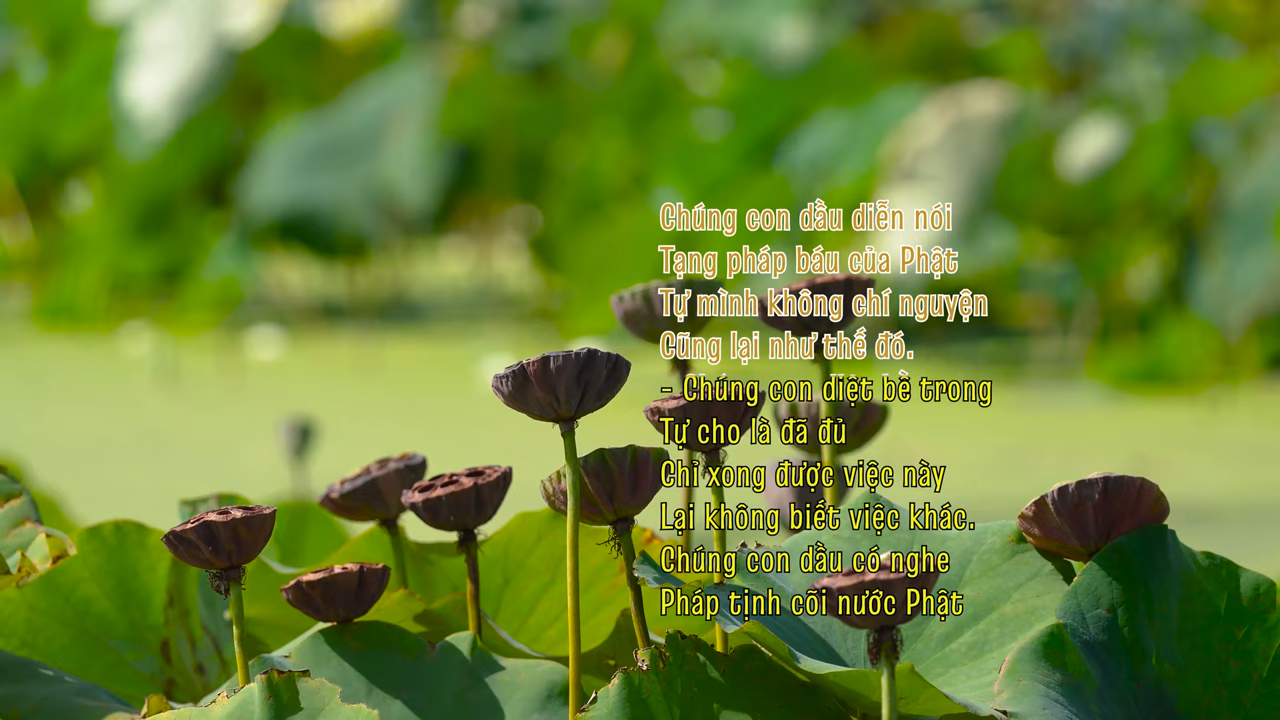 Chúng con dầu diễn nói
Tạng pháp báu của Phật
Tự mình không chí nguyện
Cũng lại như thế đó.
- Chúng con diệt bề trong
Tự cho là đã đủ
Chỉ xong được việc này
Lại không biết việc khác.
Chúng con dầu có nghe
Pháp tịnh cõi nước Phật